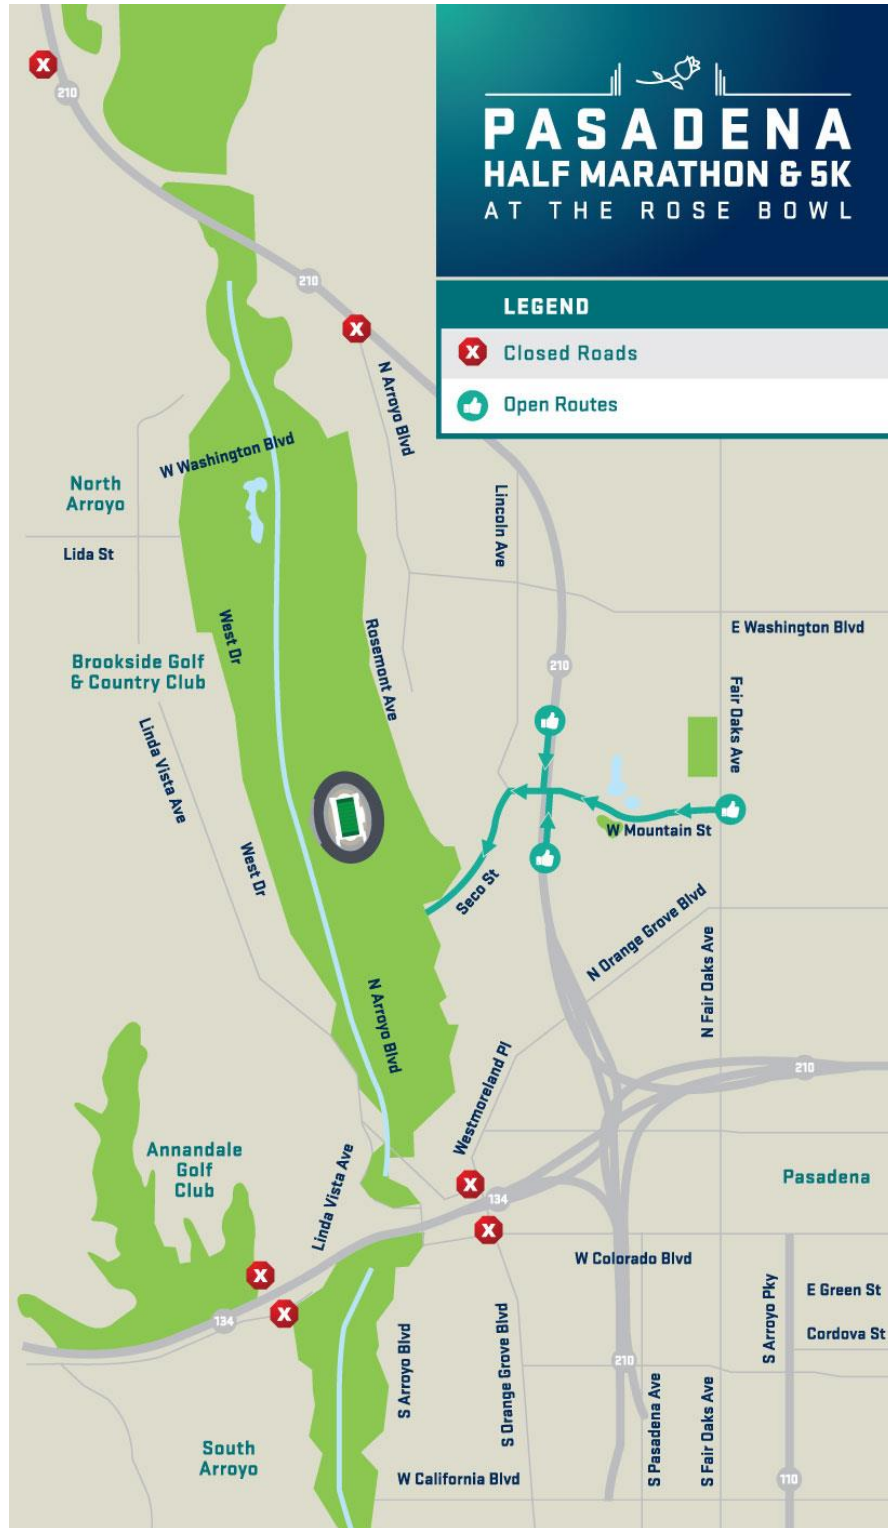 PASADENA
HALF MARATHON & 5K
AT THE ROSE BOWL
LEGEND
X Closed Roads
Open Routes
X
210
210
X
N Arroyo Blvd
W Washington Blvd
North
Arroyo
Lincoln Ave
Lida St
West Dr
Rosemont Ave
E Washington Blvd
Brookside Golf
& Country Club
210
Fair Oaks Ave
Linda Vista Ave
W Mountain St
West Dr
Seco St
N Orange Grove Blvd
N Fair Oaks Ave
N Arroyo Blvd
Westmoreland Pl
210
Annandale
Golf
Club
Linda Vista Ave
Pasadena
X
134
X
W Colorado Blvd
X
E Green St
X
134
S Arroyo Pky
Cordova St
S Arroyo Blvd
S Orange Grove Blvd
210
S Pasadena Ave
S Fair Oaks Ave
South
Arroyo
W California Blvd
110